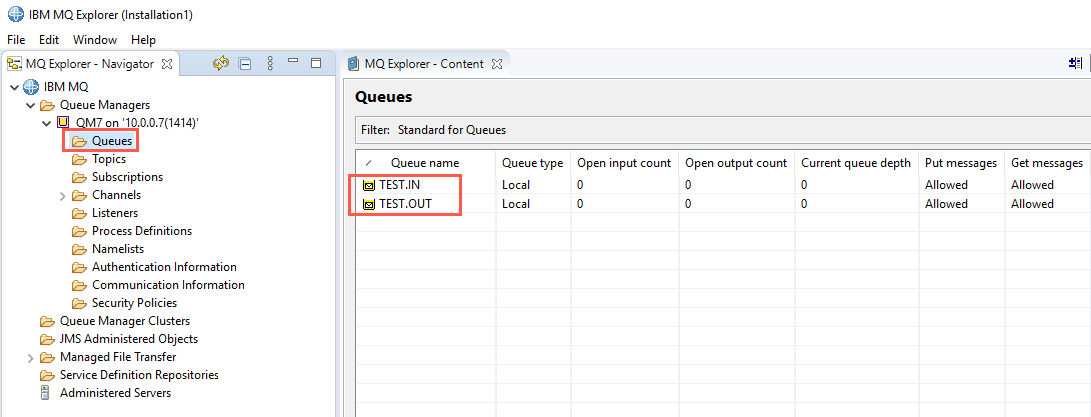 IBM MQ Explorer (Installation1)
File Edit Window Help
MQ Explorer - Navigator
IBM MQ
Queue Managers
QM7 on '10.0.0.7(1414)'
Queues
Topics
Subscriptions
Channels
Listeners
Process Definitions
Namelists
Authentication Information
Communication Information
Security Policies
Queue Manager Clusters
JMS Administered Objects
Managed File Transfer
Service Definition Repositories
Administered Servers
MQ Explorer - Content
Queues
Filter: Standard for Queues
Queue name Queue type Open input count Open output count Current queue depth Put messages Get messages
TEST.IN Local 0 0 0 Allowed Allowed
TEST.OUT Local 0 0 0 Allowed Allowed